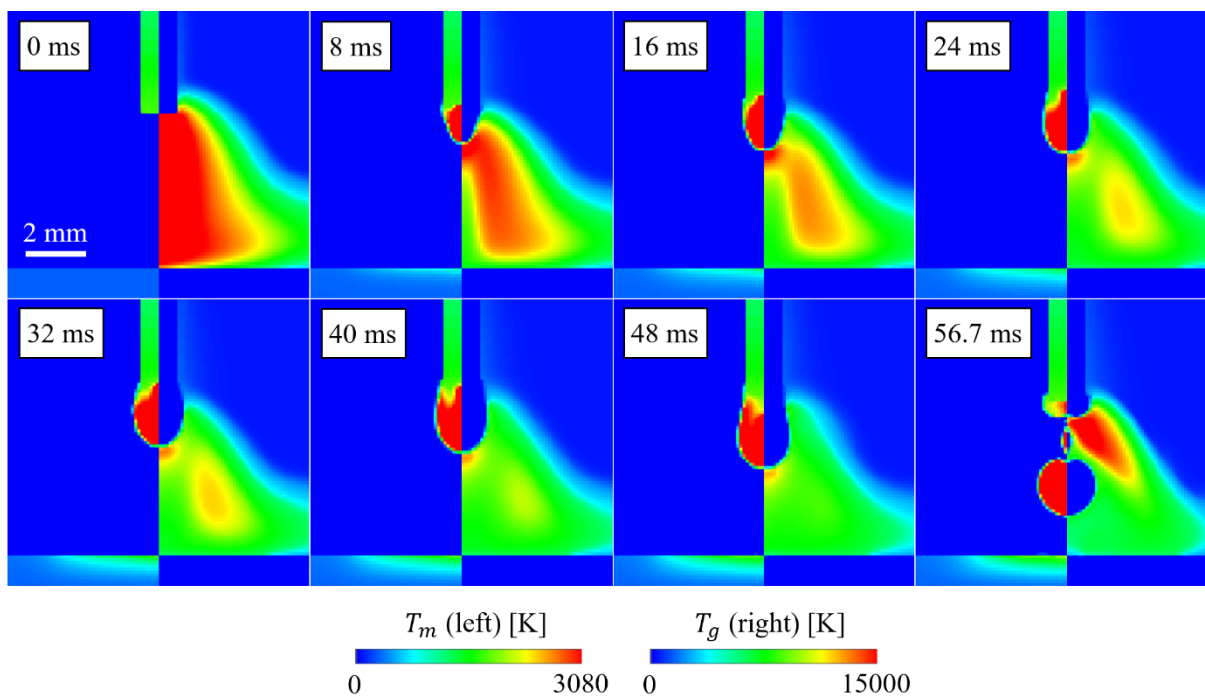 0 ms
8 ms
16 ms
24 ms
2 mm
32 ms
40 ms
48 ms
56.7 ms
T_m (left) [K]
T_g (right) [K]
0 3080
0 15000